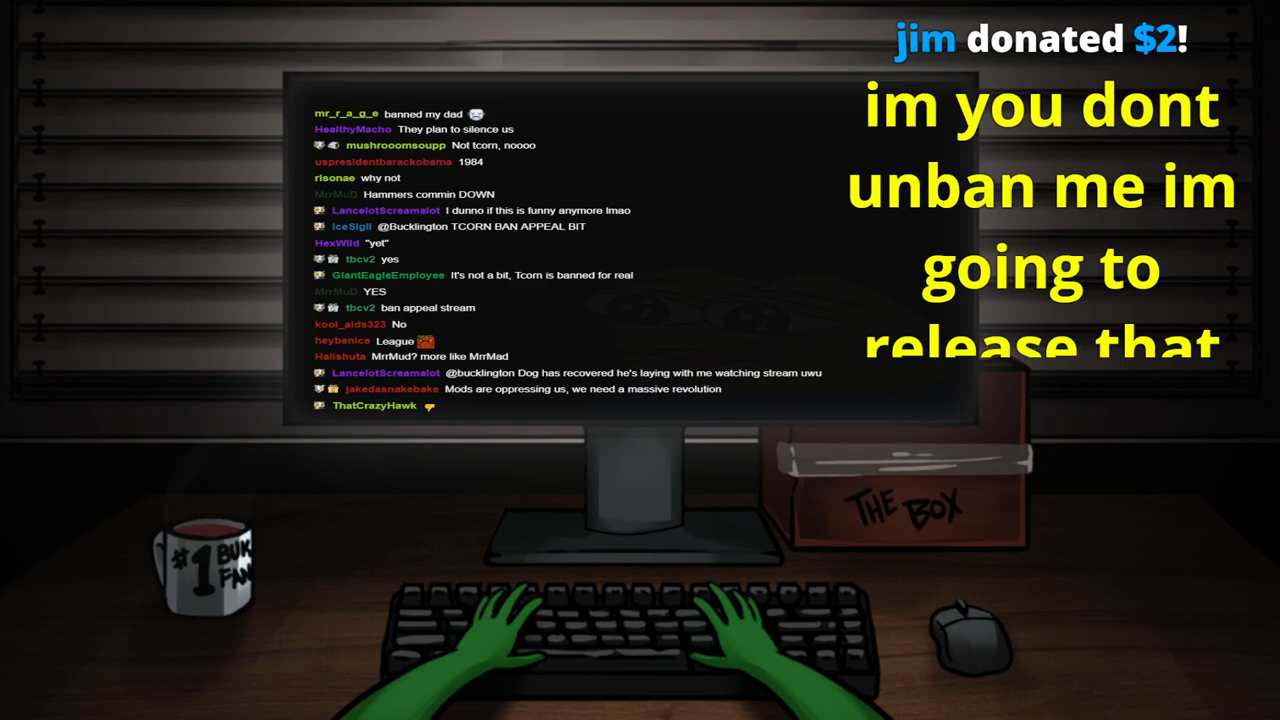 jim donated $2!
im you dont
unban me im
going to
release that
mr_r_a_g_e banned my dad
HealthyMacho They plan to silence us
mushrooomsoupp Not tcorn, noooo
uspresidentbarackobama 1984
risonae why not
MrrMuD Hammers commin DOWN
LancelotScreamalot I dunno if this is funny anymore lmao
IceSigil @Bucklington TCORN BAN APPEAL BIT
HexWild "yet"
tbcv2 yes
GiantEagleEmployee It's not a bit, Tcorn is banned for real
MrrMuD YES
tbcv2 ban appeal stream
kool_aids323 No
heybenice League
Halishuta MrrMud? more like MrrMad
LancelotScreamalot @bucklington Dog has recovered he's laying with me watching stream uwu
jakedasnakebake Mods are oppressing us, we need a massive revolution
ThatCrazyHawk
THE BOX
#1 BUK
FAN